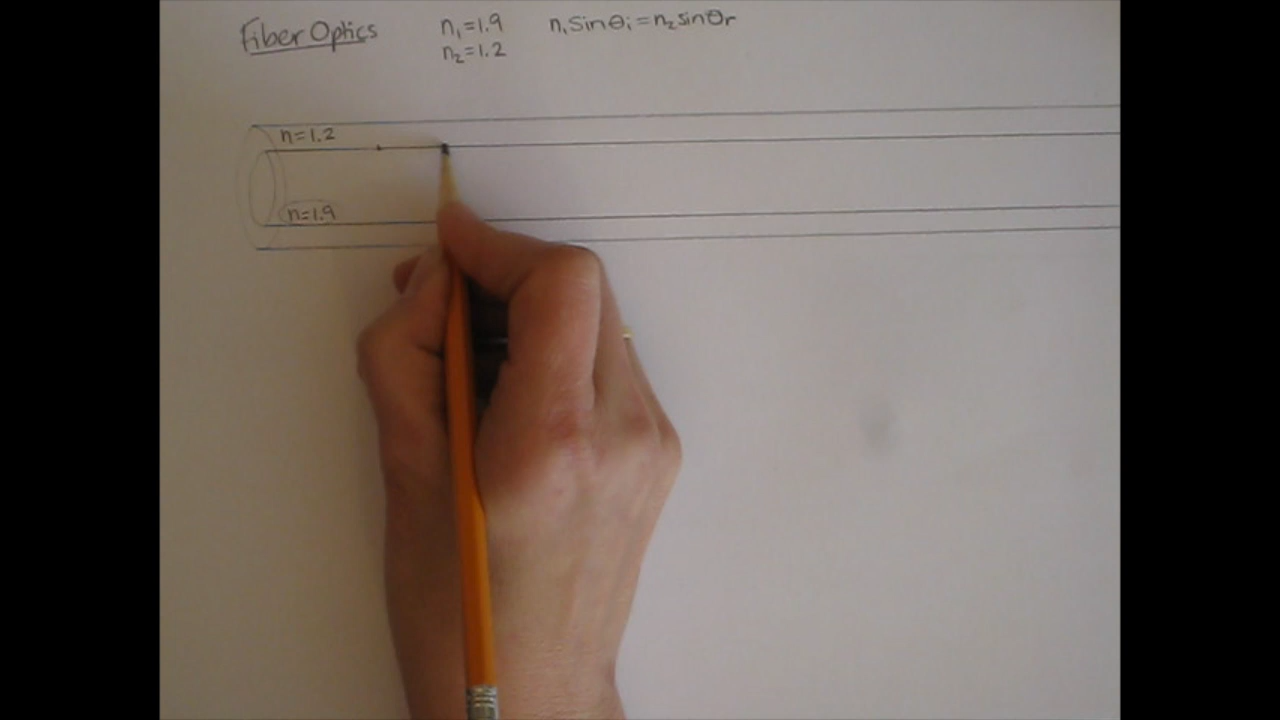 Fiber Optics
n₁=1.9
n₁Sinθi=n₂sinθr
n₂=1.2
n=1.2
n=1.9